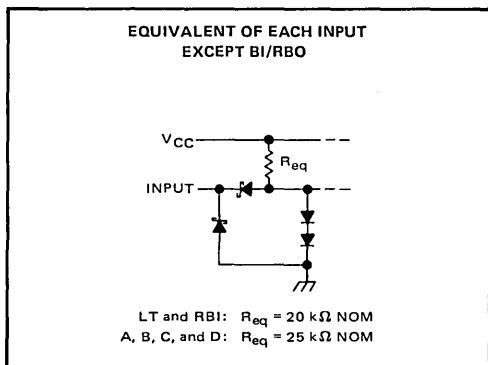 EQUIVALENT OF EACH INPUT
EXCEPT BI/RBO
VCC
Req
INPUT
LT and RBI: Req = 20 kΩ NOM
A, B, C, and D: Req = 25 kΩ NOM